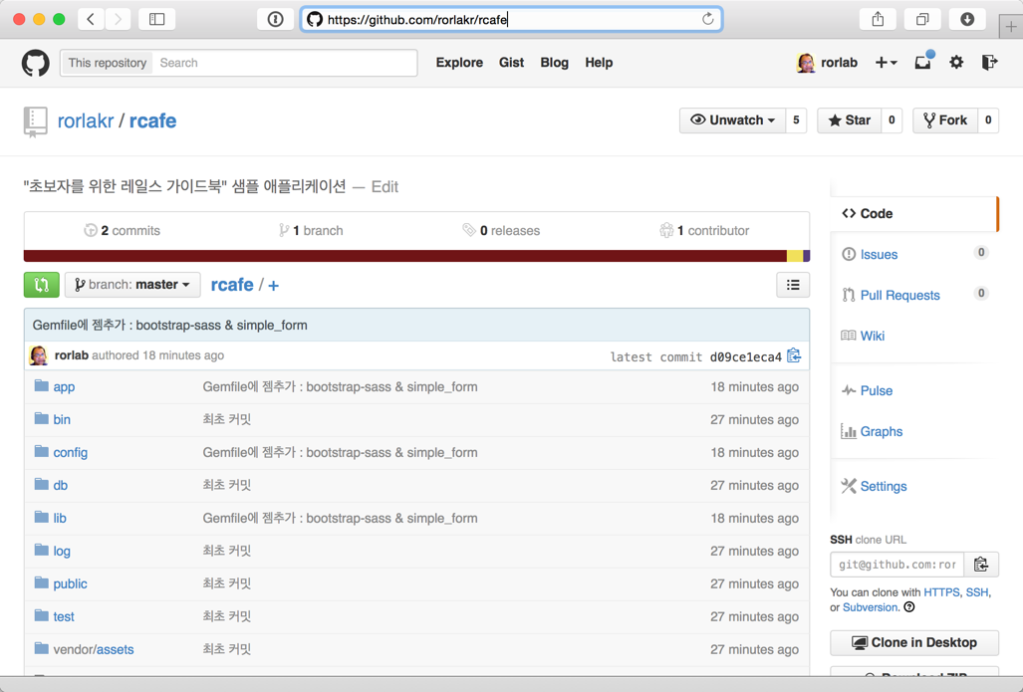 https://github.com/rorlakr/rcafe
This repository Search Explore Gist Blog Help rorlab
rorlakr / rcafe Unwatch 5 Star 0 Fork 0
"초보자를 위한 레일스 가이드북" 샘플 애플리케이션 — Edit
2 commits 1 branch 0 releases 1 contributor
branch: master rcafe / +
Gemfile에 젬추가 : bootstrap-sass & simple_form
rorlab authored 18 minutes ago latest commit d09ce1eca4
app Gemfile에 젬추가 : bootstrap-sass & simple_form 18 minutes ago
bin 최초 커밋 27 minutes ago
config Gemfile에 젬추가 : bootstrap-sass & simple_form 18 minutes ago
db 최초 커밋 27 minutes ago
lib Gemfile에 젬추가 : bootstrap-sass & simple_form 18 minutes ago
log 최초 커밋 27 minutes ago
public 최초 커밋 27 minutes ago
test 최초 커밋 27 minutes ago
vendor/assets 최초 커밋 27 minutes ago
Code
Issues 0
Pull Requests 0
Wiki
Pulse
Graphs
Settings
SSH clone URL
git@github.com:ror
You can clone with HTTPS, SSH,
or Subversion.
Clone in Desktop
Download ZIP